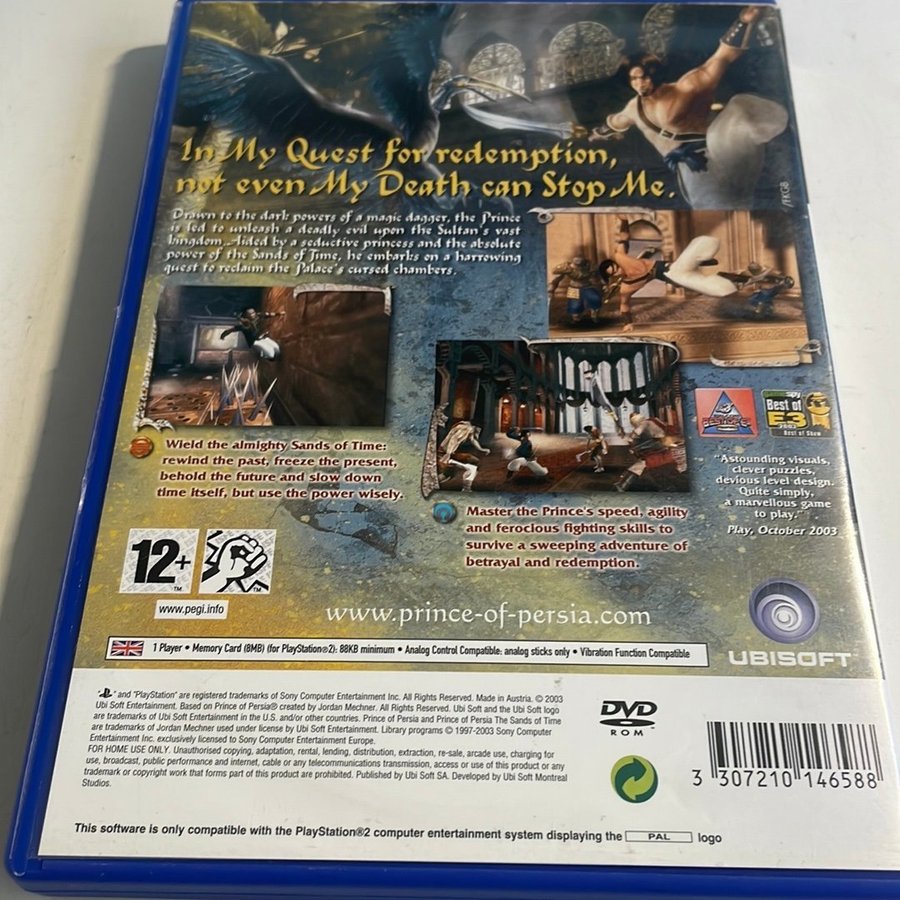 In My Quest for redemption,
not even My Death can Stop Me.
/FKGB
Drawn to the dark powers of a magic dagger, the Prince
is led to unleash a deadly evil upon the Sultan's vast
kingdom. Aided by a seductive princess and the absolute
power of the Sands of Time, he embarks on a harrowing
quest to reclaim the Palace's cursed chambers.
Best of
E3
2003
Best of Show
Wield the almighty Sands of Time:
rewind the past, freeze the present,
behold the future and slow down
time itself, but use the power wisely.
"Astounding visuals,
clever puzzles,
devious level design.
Quite simply,
a marvellous game
to play."
Play, October 2003
Master the Prince's speed, agility
and ferocious fighting skills to
survive a sweeping adventure of
betrayal and redemption.
12+
TM
TM
www.pegi.info
www.prince-of-persia.com
UBISOFT
1 Player • Memory Card (8MB) (for PlayStation®2): 88KB minimum • Analog Control Compatible: analog sticks only • Vibration Function Compatible
" " and "PlayStation" are registered trademarks of Sony Computer Entertainment Inc. All Rights Reserved. Made in Austria. © 2003
Ubi Soft Entertainment. Based on Prince of Persia® created by Jordan Mechner. All Rights Reserved. Ubi Soft and the Ubi Soft logo
are trademarks of Ubi Soft Entertainment in the U.S. and/or other countries. Prince of Persia and Prince of Persia The Sands of Time
are trademarks of Jordan Mechner used under license by Ubi Soft Entertainment. Library programs © 1997-2003 Sony Computer
Entertainment Inc. exclusively licensed to Sony Computer Entertainment Europe.
FOR HOME USE ONLY. Unauthorised copying, adaptation, rental, lending, distribution, extraction, re-sale, arcade use, charging for
use, broadcast, public performance and internet, cable or any telecommunications transmission, access or use of this product or any
trademark or copyright work that forms part of this product are prohibited. Published by Ubi Soft SA. Developed by Ubi Soft Montreal
Studios.
DVD
ROM
3 307210 146588
This software is only compatible with the PlayStation®2 computer entertainment system displaying the PAL logo